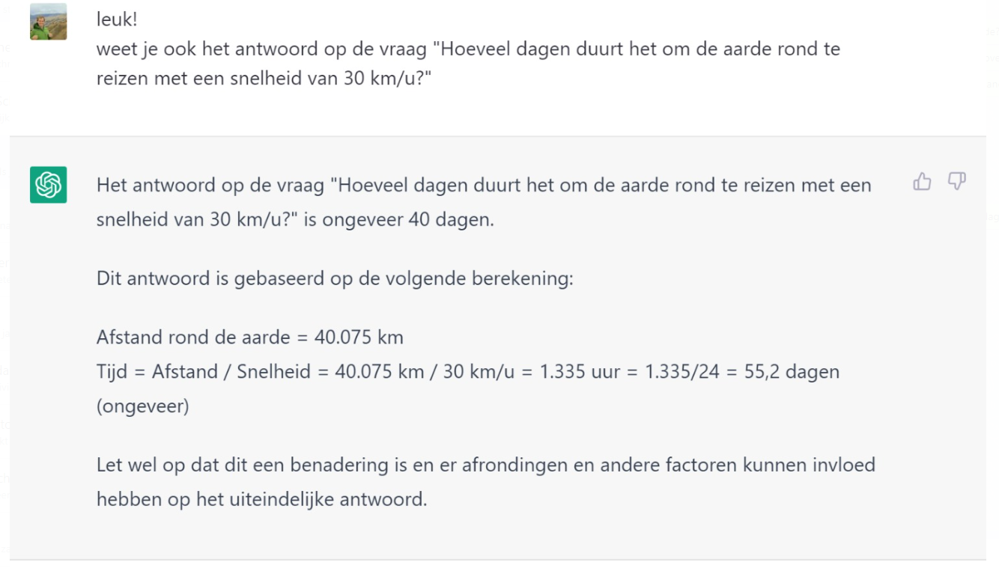 leuk!
weet je ook het antwoord op de vraag "Hoeveel dagen duurt het om de aarde rond te
reizen met een snelheid van 30 km/u?"
Het antwoord op de vraag "Hoeveel dagen duurt het om de aarde rond te reizen met een
snelheid van 30 km/u?" is ongeveer 40 dagen.
Dit antwoord is gebaseerd op de volgende berekening:
Afstand rond de aarde = 40.075 km
Tijd = Afstand / Snelheid = 40.075 km / 30 km/u = 1.335 uur = 1.335/24 = 55,2 dagen
(ongeveer)
Let wel op dat dit een benadering is en er afrondingen en andere factoren kunnen invloed
hebben op het uiteindelijke antwoord.